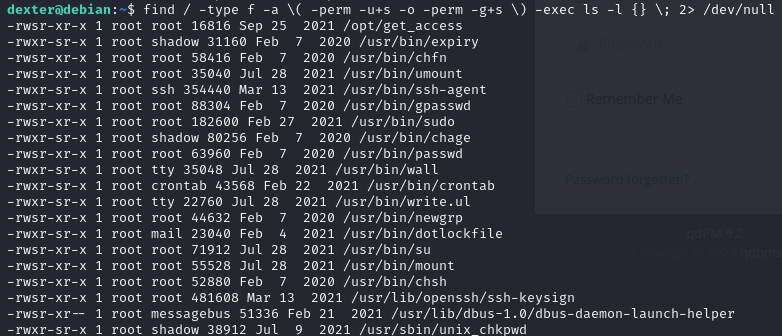 dexter@debian:~$ find / -type f -a \( -perm -u+s -o -perm -g+s \) -exec ls -l {} \; 2> /dev/null
-rwsr-xr-x 1 root root 16816 Sep 25  2021 /opt/get_access
-rwxr-sr-x 1 root shadow 31160 Feb  7  2020 /usr/bin/expiry
-rwsr-xr-x 1 root root 58416 Feb  7  2020 /usr/bin/chfn
-rwsr-xr-x 1 root root 35040 Jul 28  2021 /usr/bin/umount
-rwxr-sr-x 1 root ssh 354440 Mar 13  2021 /usr/bin/ssh-agent
-rwsr-xr-x 1 root root 88304 Feb  7  2020 /usr/bin/gpasswd
-rwsr-xr-x 1 root root 182600 Feb 27  2021 /usr/bin/sudo
-rwxr-sr-x 1 root shadow 80256 Feb  7  2020 /usr/bin/chage
-rwsr-xr-x 1 root root 63960 Feb  7  2020 /usr/bin/passwd
-rwxr-sr-x 1 root tty 35048 Jul 28  2021 /usr/bin/wall
-rwxr-sr-x 1 root crontab 43568 Feb 22  2021 /usr/bin/crontab
-rwxr-sr-x 1 root tty 22760 Jul 28  2021 /usr/bin/write.ul
-rwsr-xr-x 1 root root 44632 Feb  7  2020 /usr/bin/newgrp
-rwxr-sr-x 1 root mail 23040 Feb  4  2021 /usr/bin/dotlockfile
-rwsr-xr-x 1 root root 71912 Jul 28  2021 /usr/bin/su
-rwsr-xr-x 1 root root 55528 Jul 28  2021 /usr/bin/mount
-rwsr-xr-x 1 root root 52880 Feb  7  2020 /usr/bin/chsh
-rwsr-xr-x 1 root root 481608 Mar 13  2021 /usr/lib/openssh/ssh-keysign
-rwsr-xr-- 1 root messagebus 51336 Feb 21  2021 /usr/lib/dbus-1.0/dbus-daemon-launch-helper
-rwxr-sr-x 1 root shadow 38912 Jul  9  2021 /usr/sbin/unix_chkpwd
Password
Remember Me
Password forgotten?
qdPM 9.2
qdpm